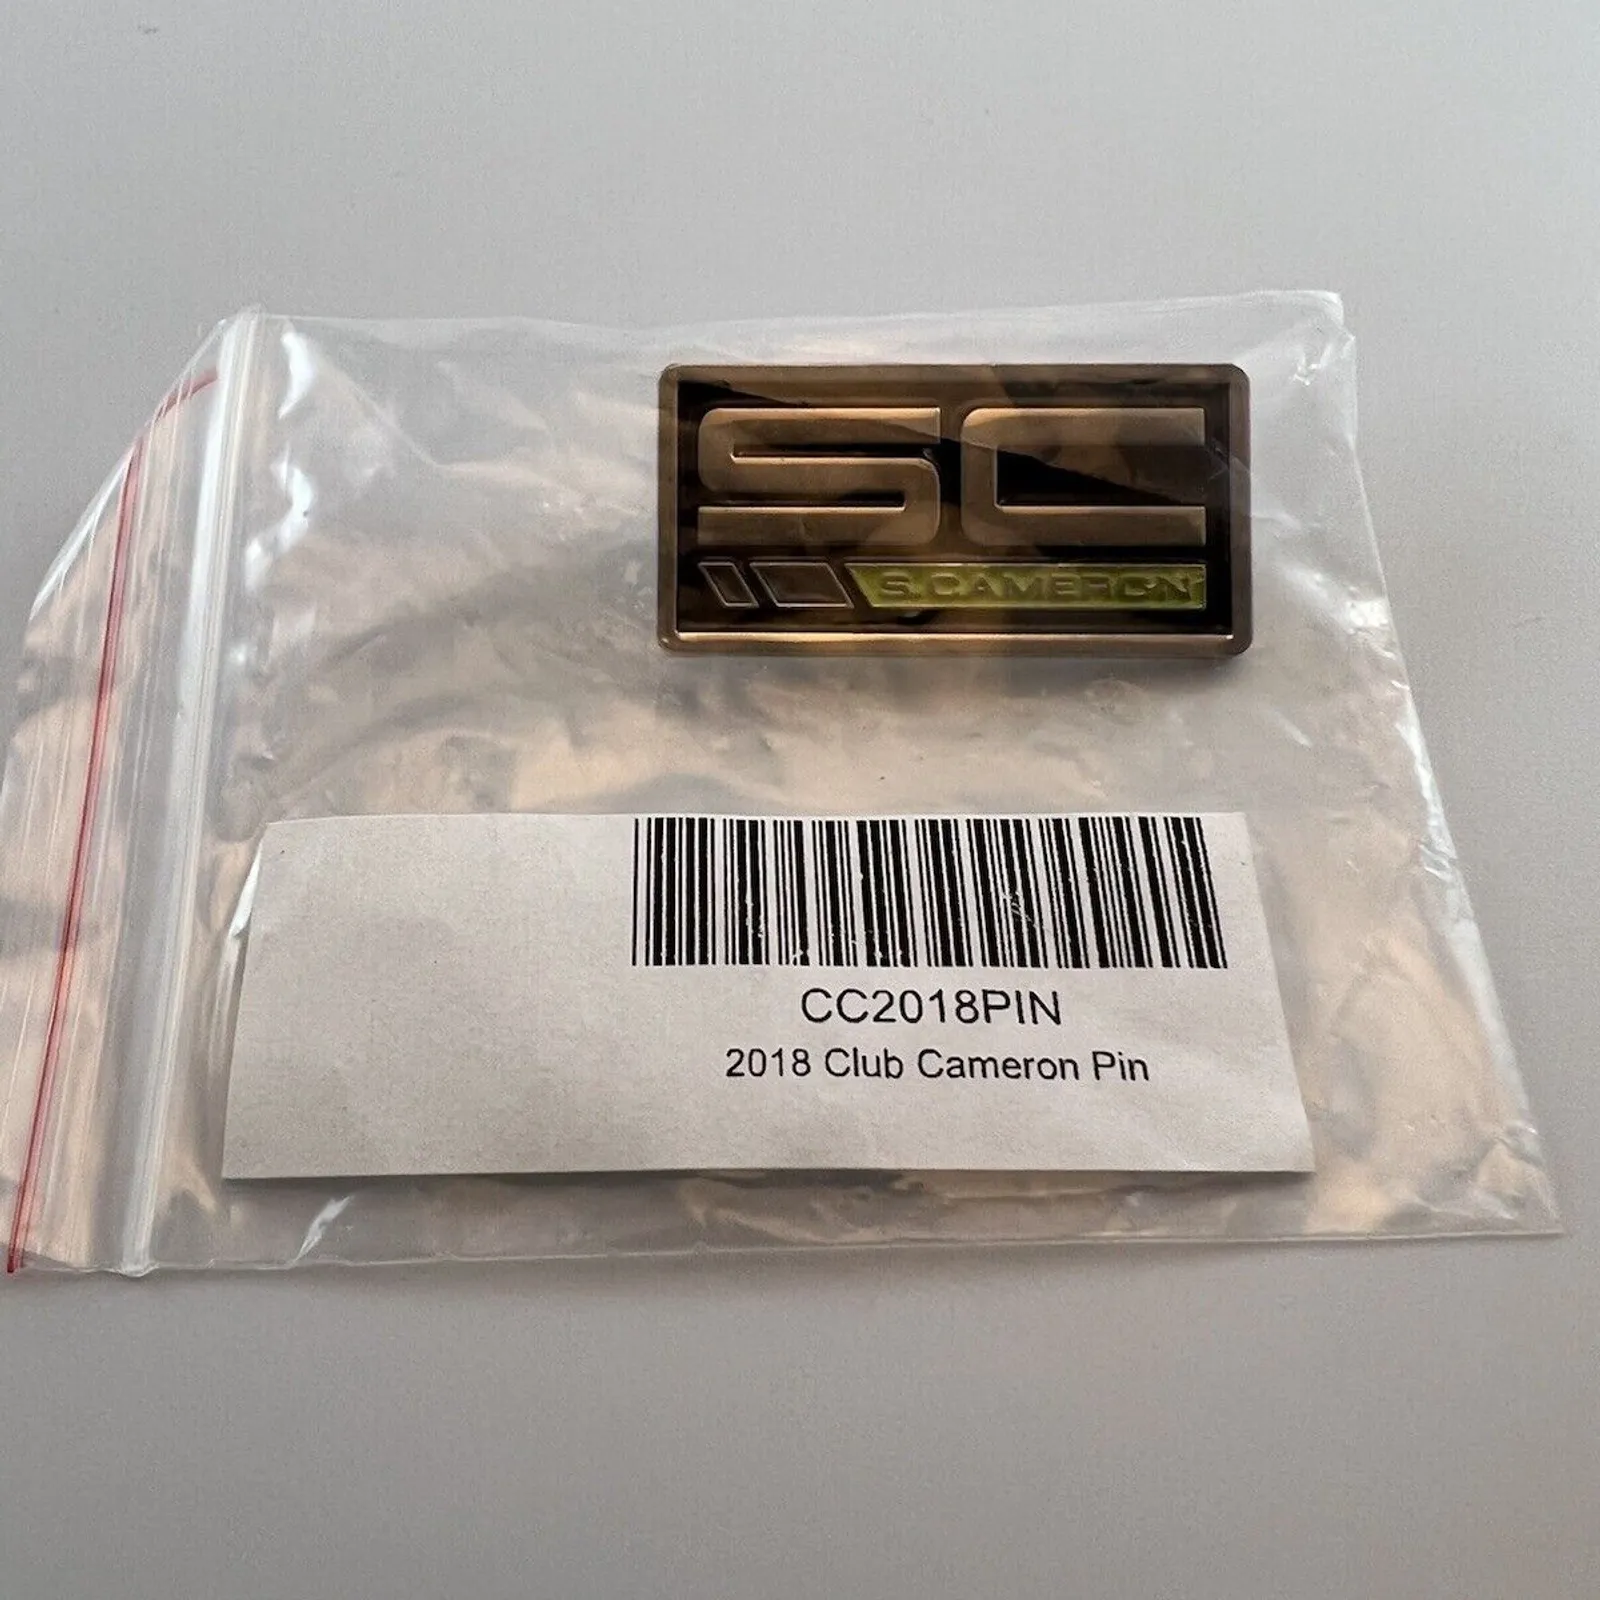 SC
S.CAMERON
CC2018PIN
2018 Club Cameron Pin